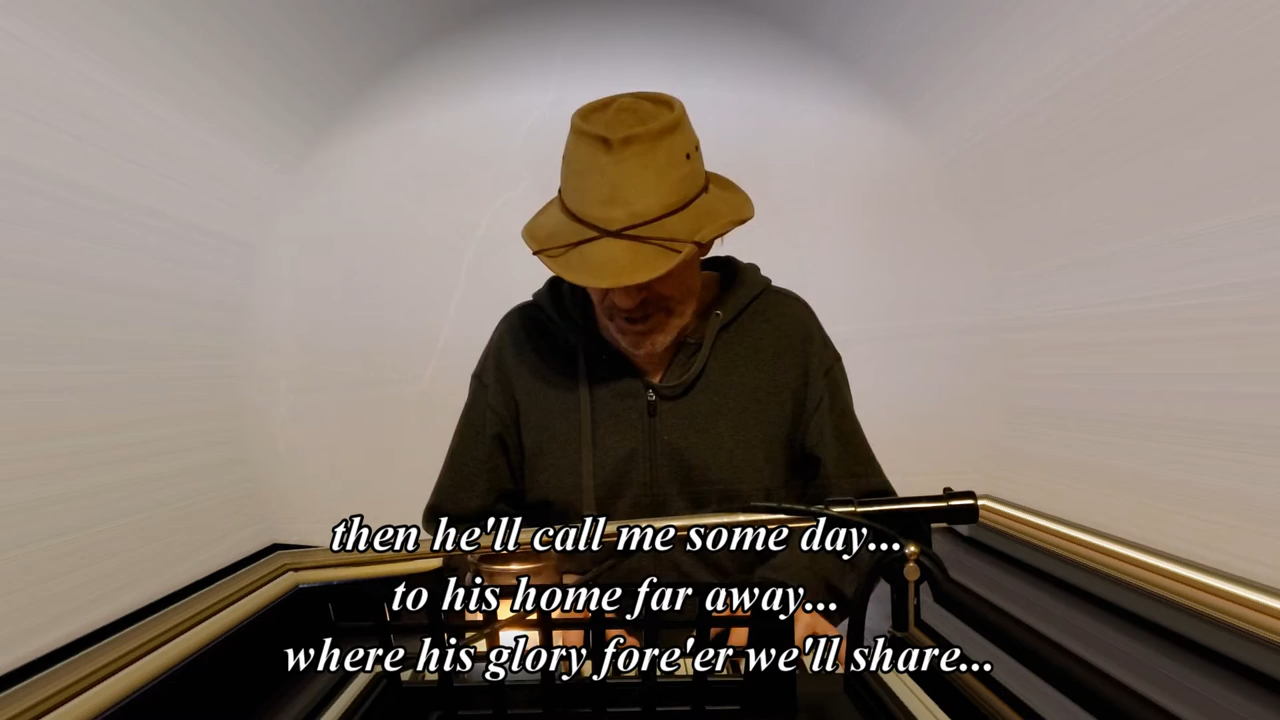 then he'll call me some day...
to his home far away...
where his glory fore'er we'll share...